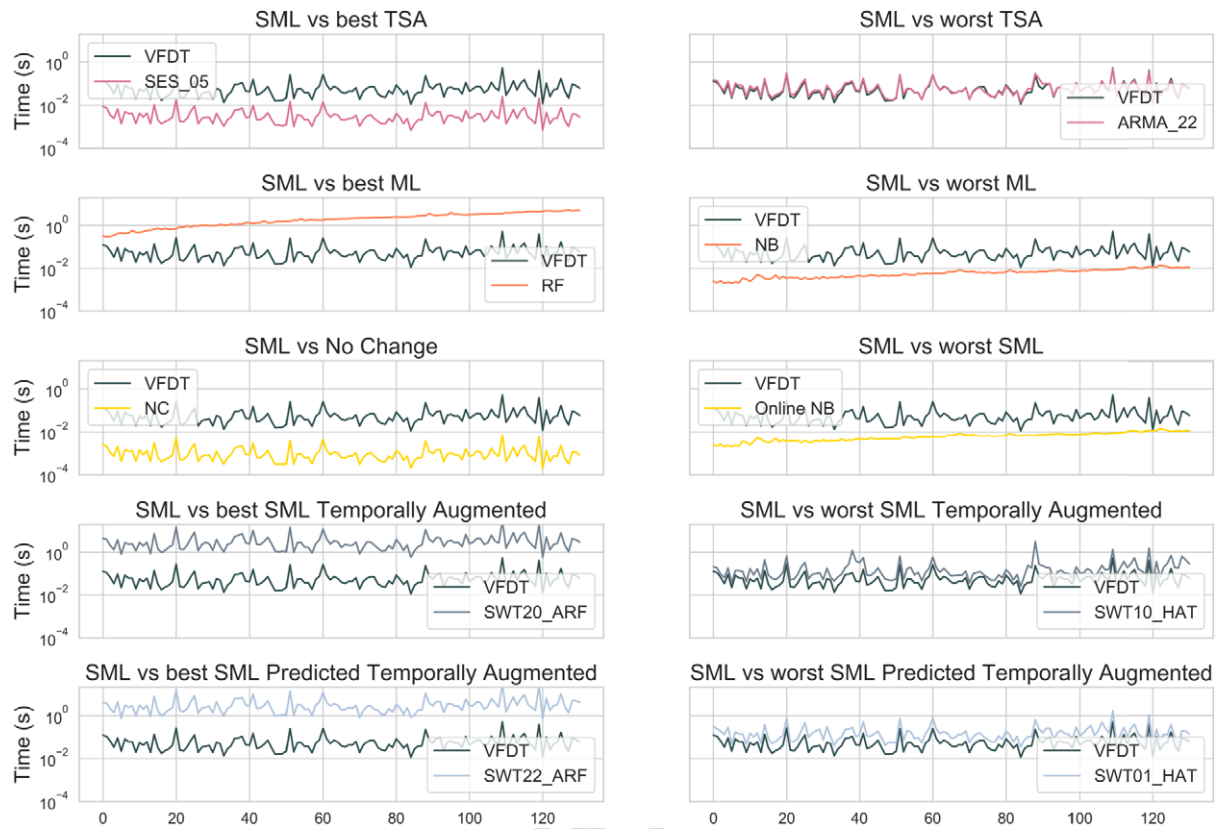 SML vs best TSA
SML vs worst TSA
Time (s)
10^0
10^-2
10^-4
VFDT
SES_05
VFDT
ARMA_22
SML vs best ML
SML vs worst ML
Time (s)
10^0
10^-2
10^-4
VFDT
RF
VFDT
NB
SML vs No Change
SML vs worst SML
Time (s)
10^0
10^-2
10^-4
VFDT
NC
VFDT
Online NB
SML vs best SML Temporally Augmented
SML vs worst SML Temporally Augmented
Time (s)
10^0
10^-2
10^-4
VFDT
SWT20_ARF
VFDT
SWT10_HAT
SML vs best SML Predicted Temporally Augmented
SML vs worst SML Predicted Temporally Augmented
Time (s)
10^0
10^-2
10^-4
VFDT
SWT22_ARF
VFDT
SWT01_HAT
0 20 40 60 80 100 120
0 20 40 60 80 100 120